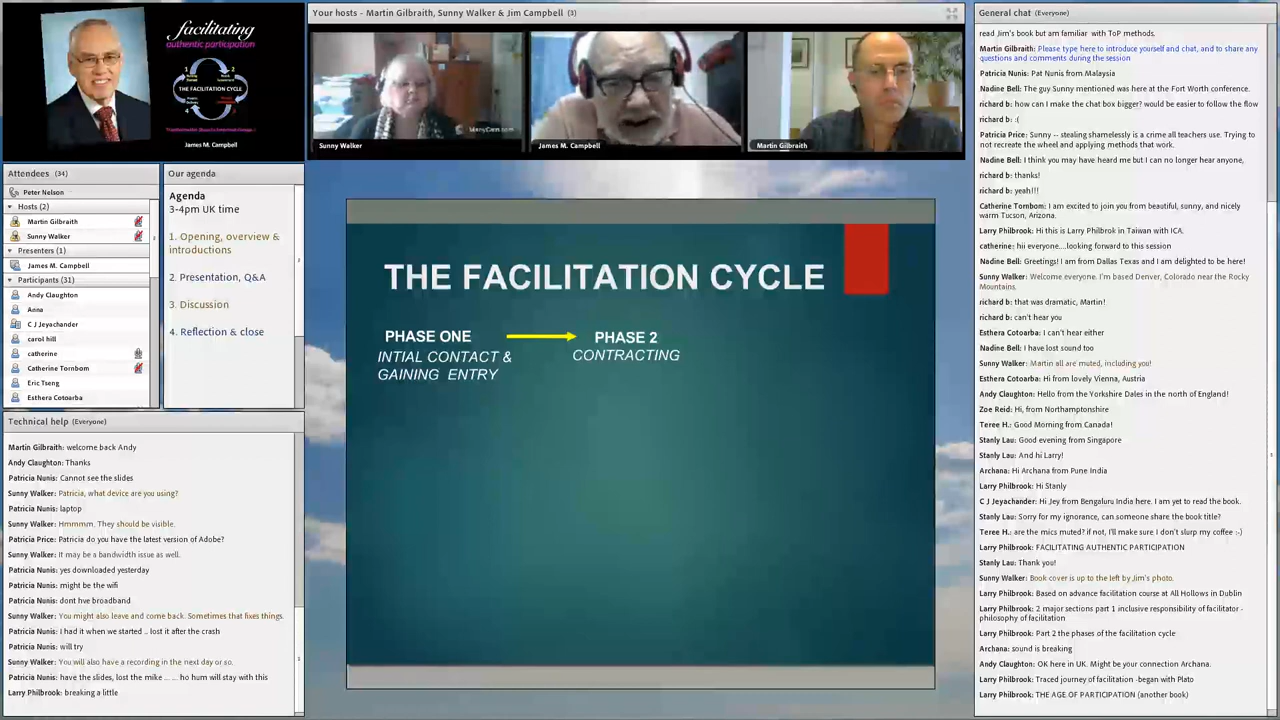 facilitating
authentic participation
THE FACILITATION CYCLE
James M. Campbell
Your hosts - Martin Gilbraith, Sunny Walker & Jim Campbell (3)
Sunny Walker
ManyCam.com
James M. Campbell
Martin Gilbraith
Attendees (34)
Peter Nelson
Hosts (2)
Martin Gilbraith
Sunny Walker
Presenters (1)
James M. Campbell
Participants (31)
Andy Claughton
Anna
C J Jeyachander
carol hill
catherine
Catherine Tornbom
Eric Tseng
Esthera Cotoarba
Our agenda
Agenda
3-4pm UK time
1. Opening, overview &
introductions
2. Presentation, Q&A
3. Discussion
4. Reflection & close
THE FACILITATION CYCLE
PHASE ONE
INTIAL CONTACT &
GAINING ENTRY
PHASE 2
CONTRACTING
Technical help (Everyone)
Martin Gilbraith: welcome back Andy
Andy Claughton: Thanks
Patricia Nunis: Cannot see the slides
Sunny Walker: Patricia, what device are you using?
Patricia Nunis: laptop
Sunny Walker: Hmmmm. They should be visible.
Patricia Price: Patricia do you have the latest version of Adobe?
Sunny Walker: It may be a bandwidth issue as well.
Patricia Nunis: yes downloaded yesterday
Patricia Nunis: might be the wifi
Patricia Nunis: dont hve broadband
Sunny Walker: You might also leave and come back. Sometimes that fixes things.
Patricia Nunis: I had it when we started .. lost it after the crash
Patricia Nunis: will try
Sunny Walker: You will also have a recording in the next day or so.
Patricia Nunis: have the slides, lost the mike ... ... ho hum will stay with this
Larry Philbrook: breaking a little
General chat (Everyone)
read Jim's book but am familiar with ToP methods.
Martin Gilbraith: Please type here to introduce yourself and chat, and to share any
questions and comments during the session
Patricia Nunis: Pat Nunis from Malaysia
Nadine Bell: The guy Sunny mentioned was here at the Fort Worth conference.
richard b: how can I make the chat box bigger? would be easier to follow the flow
richard b: :(
Patricia Price: Sunny -- stealing shamelessly is a crime all teachers use. Trying to
not recreate the wheel and applying methods that work.
Nadine Bell: I think you may have heard me but I can no longer hear anyone,
richard b: thanks!
richard b: yeah!!!
Catherine Tornbom: I am excited to join you from beautiful, sunny, and nicely
warm Tucson, Arizona.
Larry Philbrook: Hi this is Larry Philbrok in Taiwan with ICA.
catherine: hii everyone....looking forward to this session
Nadine Bell: Greetings! I am from Dallas Texas and I am delighted to be here!
Sunny Walker: Welcome everyone. I'm based Denver, Colorado near the Rocky
Mountains.
richard b: that was dramatic, Martin!
richard b: can't hear you
Esthera Cotoarba: I can't hear either
Nadine Bell: I have lost sound too
Sunny Walker: Martin all are muted, including you!
Esthera Cotoarba: Hi from lovely Vienna, Austria
Andy Claughton: Hello from the Yorkshire Dales in the north of England!
Zoe Reid: Hi, from Northamptonshire
Teree H.: Good Morning from Canada!
Stanly Lau: Good evening from Singapore
Stanly Lau: And hi Larry!
Archana: Hi Archana from Pune India
Larry Philbrook: Hi Stanly
C J Jeyachander: Hi Jey from Bengaluru India here. I am yet to read the book.
Stanly Lau: Sorry for my ignorance, can someone share the book title?
Teree H.: are the mics muted? if not, I'll make sure I don't slurp my coffee :-)
Larry Philbrook: FACILITATING AUTHENTIC PARTICIPATION
Stanly Lau: Thank you!
Sunny Walker: Book cover is up to the left by Jim's photo.
Larry Philbrook: Based on advance facilitation course at All Hollows in Dublin
Larry Philbrook: 2 major sections part 1 inclusive responsibility of facilitator -
philosophy of facilitation
Larry Philbrook: Part 2 the phases of the facilitation cycle
Archana: sound is breaking
Andy Claughton: OK here in UK. Might be your connection Archana.
Larry Philbrook: Traced journey of facilitation -began with Plato
Larry Philbrook: THE AGE OF PARTICIPATION (another book)